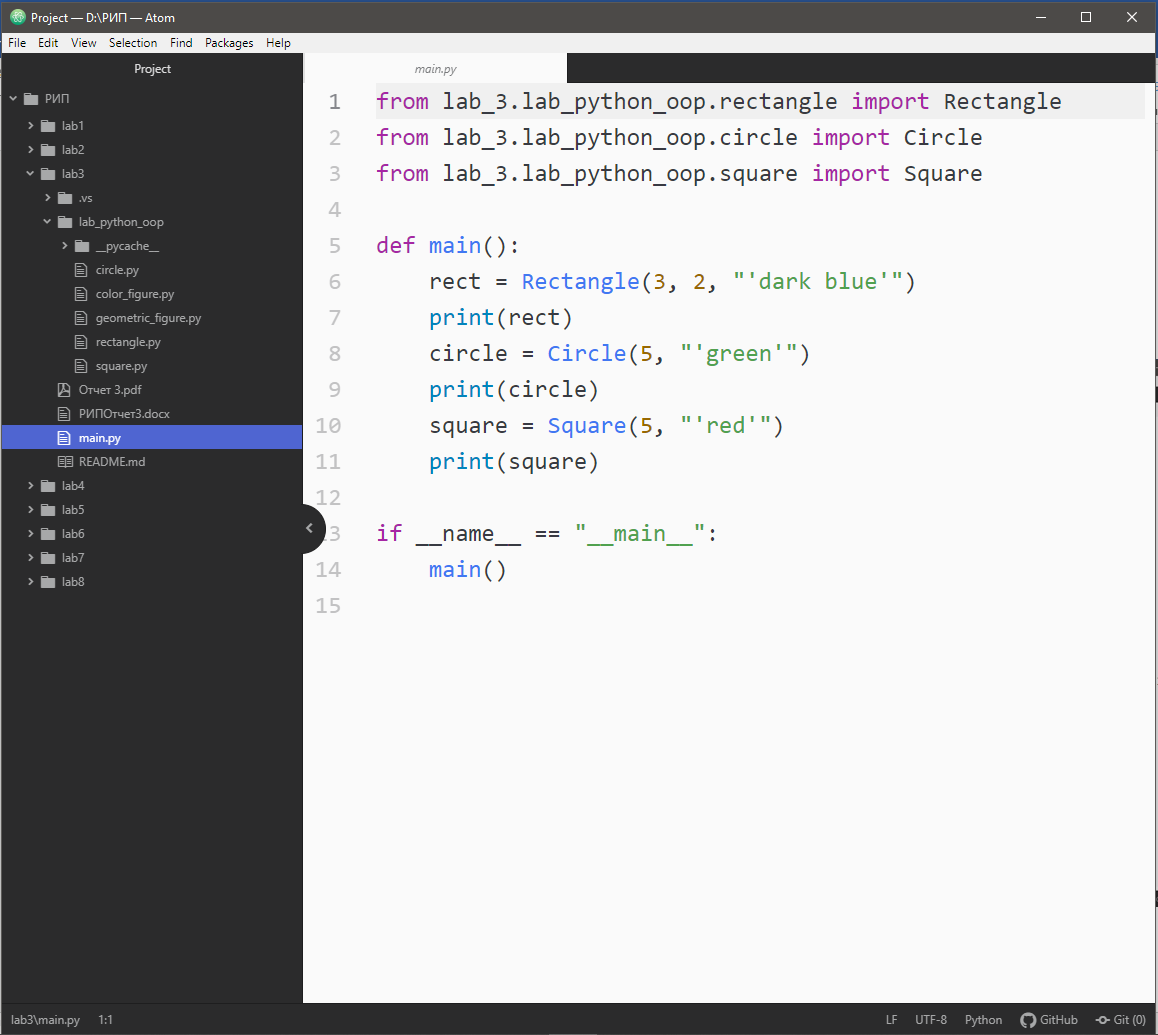 Project — D:\РИП — Atom
File Edit View Selection Find Packages Help
Project
РИП
lab1
lab2
lab3
.vs
lab_python_oop
__pycache__
circle.py
color_figure.py
geometric_figure.py
rectangle.py
square.py
Отчет 3.pdf
РИПОтчет3.docx
main.py
README.md
lab4
lab5
lab6
lab7
lab8
main.py
1 from lab_3.lab_python_oop.rectangle import Rectangle
2 from lab_3.lab_python_oop.circle import Circle
3 from lab_3.lab_python_oop.square import Square
4
5 def main():
6     rect = Rectangle(3, 2, "'dark blue'")
7     print(rect)
8     circle = Circle(5, "'green'")
9     print(circle)
10     square = Square(5, "'red'")
11     print(square)
12
3 if __name__ == "__main__":
14     main()
15
lab3\main.py 1:1 LF UTF-8 Python GitHub Git (0)